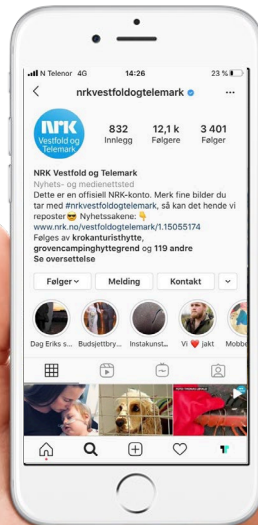 N Telenor 4G 14:26 23 %
nrkvestfoldogtelemark
NRK
Vestfold og
Telemark
832 12,1 k 3 401
Innlegg Følgere Følger
NRK Vestfold og Telemark
Nyhets- og medienettsted
Dette er en offisiell NRK-konto. Merk fine bilder du
tar med #nrkvestfoldogtelemark, så kan det hende vi
reposter 😎 Nyhetssakene: 👇
www.nrk.no/vestfoldogtelemark/1.15055174
Følges av krokanturisthytte,
grovencampinghyttegrend og 119 andre
Se oversettelse
Følger Melding Kontakt
Dag Eriks s... Budsjettbry... Instakunst... Vi ❤️ jakt Mobbe